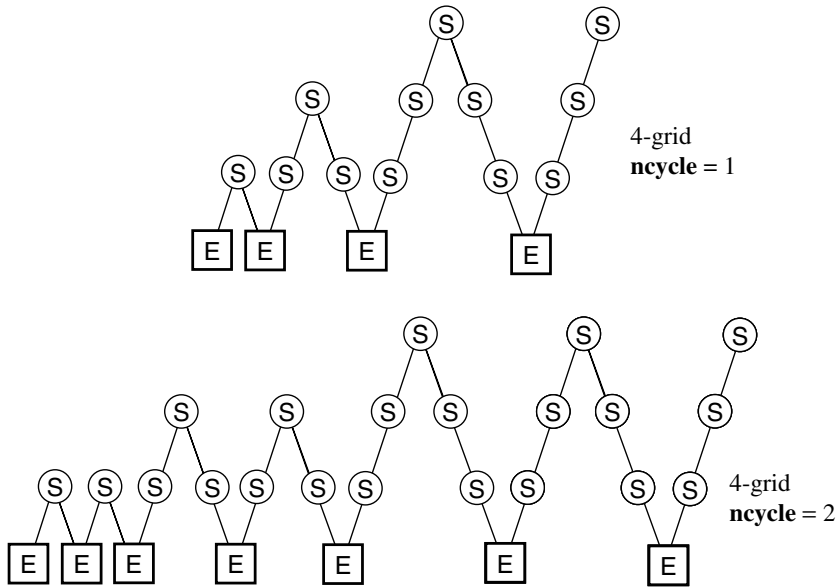 S S
S S S S
4-grid
ncycle = 1
S S S S S S
E E E E
S S S
S S S S S S S
S S S S S S S S S S S
4-grid
ncycle = 2
E E E E E E E